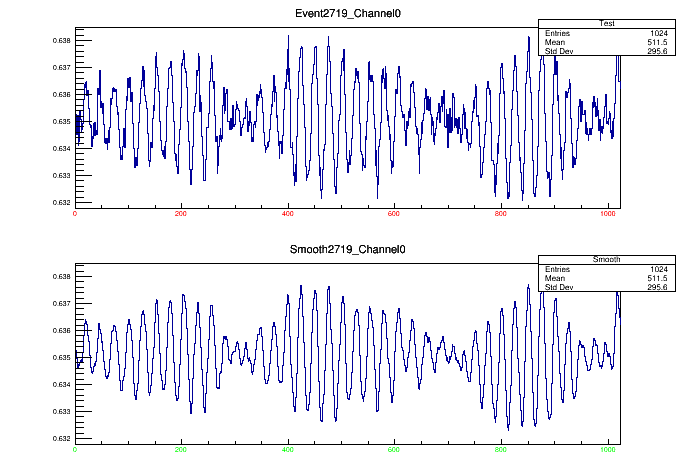 Event2719_Channel0
Test
Entries 1024
Mean 511.5
Std Dev 295.6
0.638
0.637
0.636
0.635
0.634
0.633
0.632
0 200 400 600 800 1000
Smooth2719_Channel0
Smooth
Entries 1024
Mean 511.5
Std Dev 295.6
0.638
0.637
0.636
0.635
0.634
0.633
0.632
0 200 400 600 800 1000